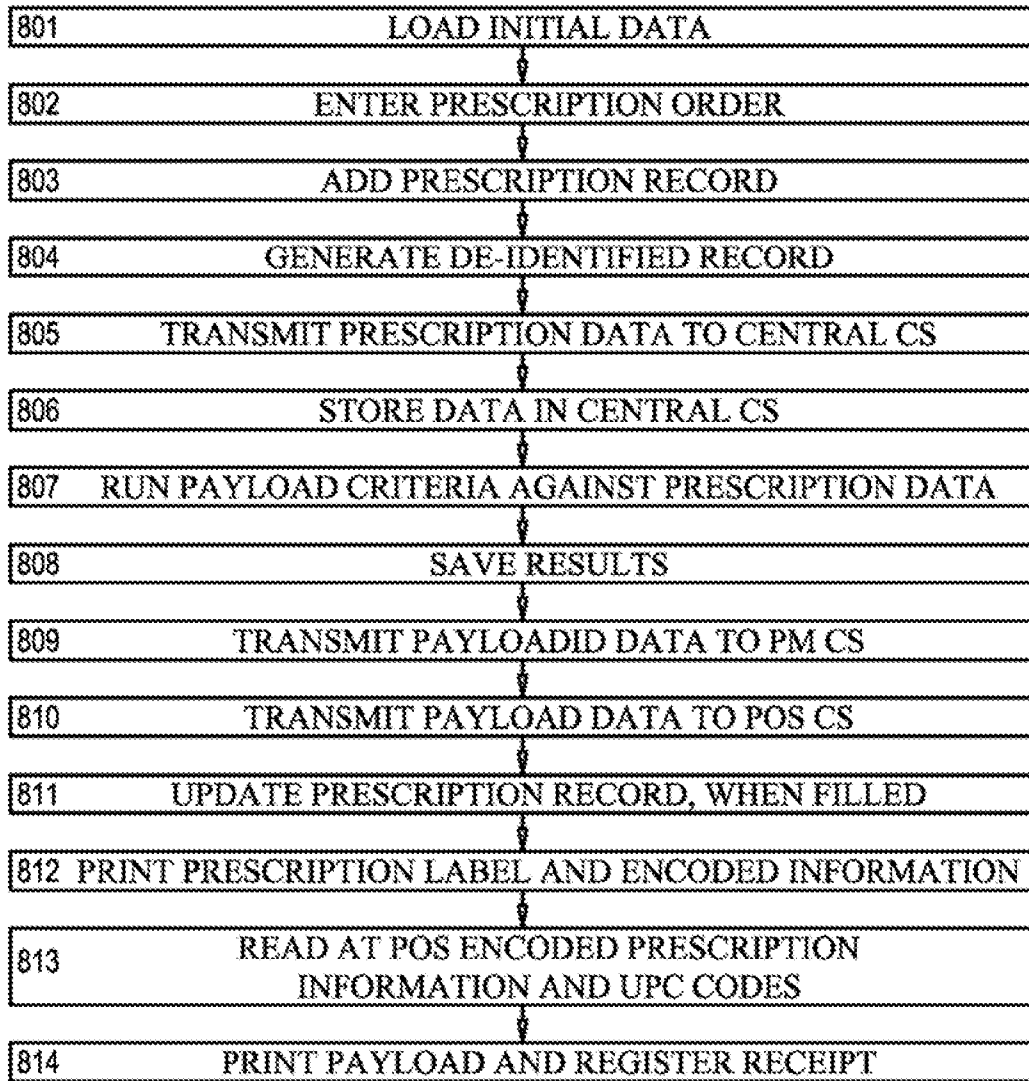 801 LOAD INITIAL DATA
802 ENTER PRESCRIPTION ORDER
803 ADD PRESCRIPTION RECORD
804 GENERATE DE-IDENTIFIED RECORD
805 TRANSMIT PRESCRIPTION DATA TO CENTRAL CS
806 STORE DATA IN CENTRAL CS
807 RUN PAYLOAD CRITERIA AGAINST PRESCRIPTION DATA
808 SAVE RESULTS
809 TRANSMIT PAYLOADID DATA TO PM CS
810 TRANSMIT PAYLOAD DATA TO POS CS
811 UPDATE PRESCRIPTION RECORD, WHEN FILLED
812 PRINT PRESCRIPTION LABEL AND ENCODED INFORMATION
813 READ AT POS ENCODED PRESCRIPTION
INFORMATION AND UPC CODES
814 PRINT PAYLOAD AND REGISTER RECEIPT